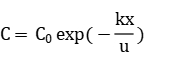 C = C₀ exp(− kx/u)